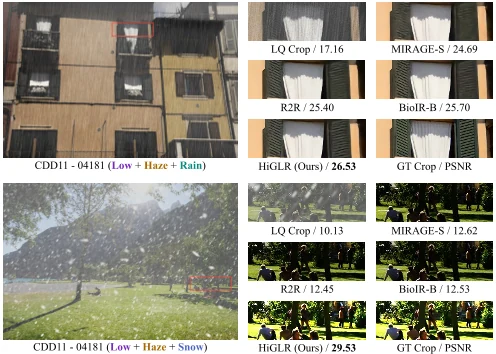 LQ Crop / 17.16
MIRAGE-S / 24.69
R2R / 25.40
BioIR-B / 25.70
HiGLR (Ours) / 26.53
GT Crop / PSNR
CDD11 - 04181 (Low + Haze + Rain)
LQ Crop / 10.13
MIRAGE-S / 12.62
R2R / 12.45
BioIR-B / 12.53
HiGLR (Ours) / 29.53
GT Crop / PSNR
CDD11 - 04181 (Low + Haze + Snow)